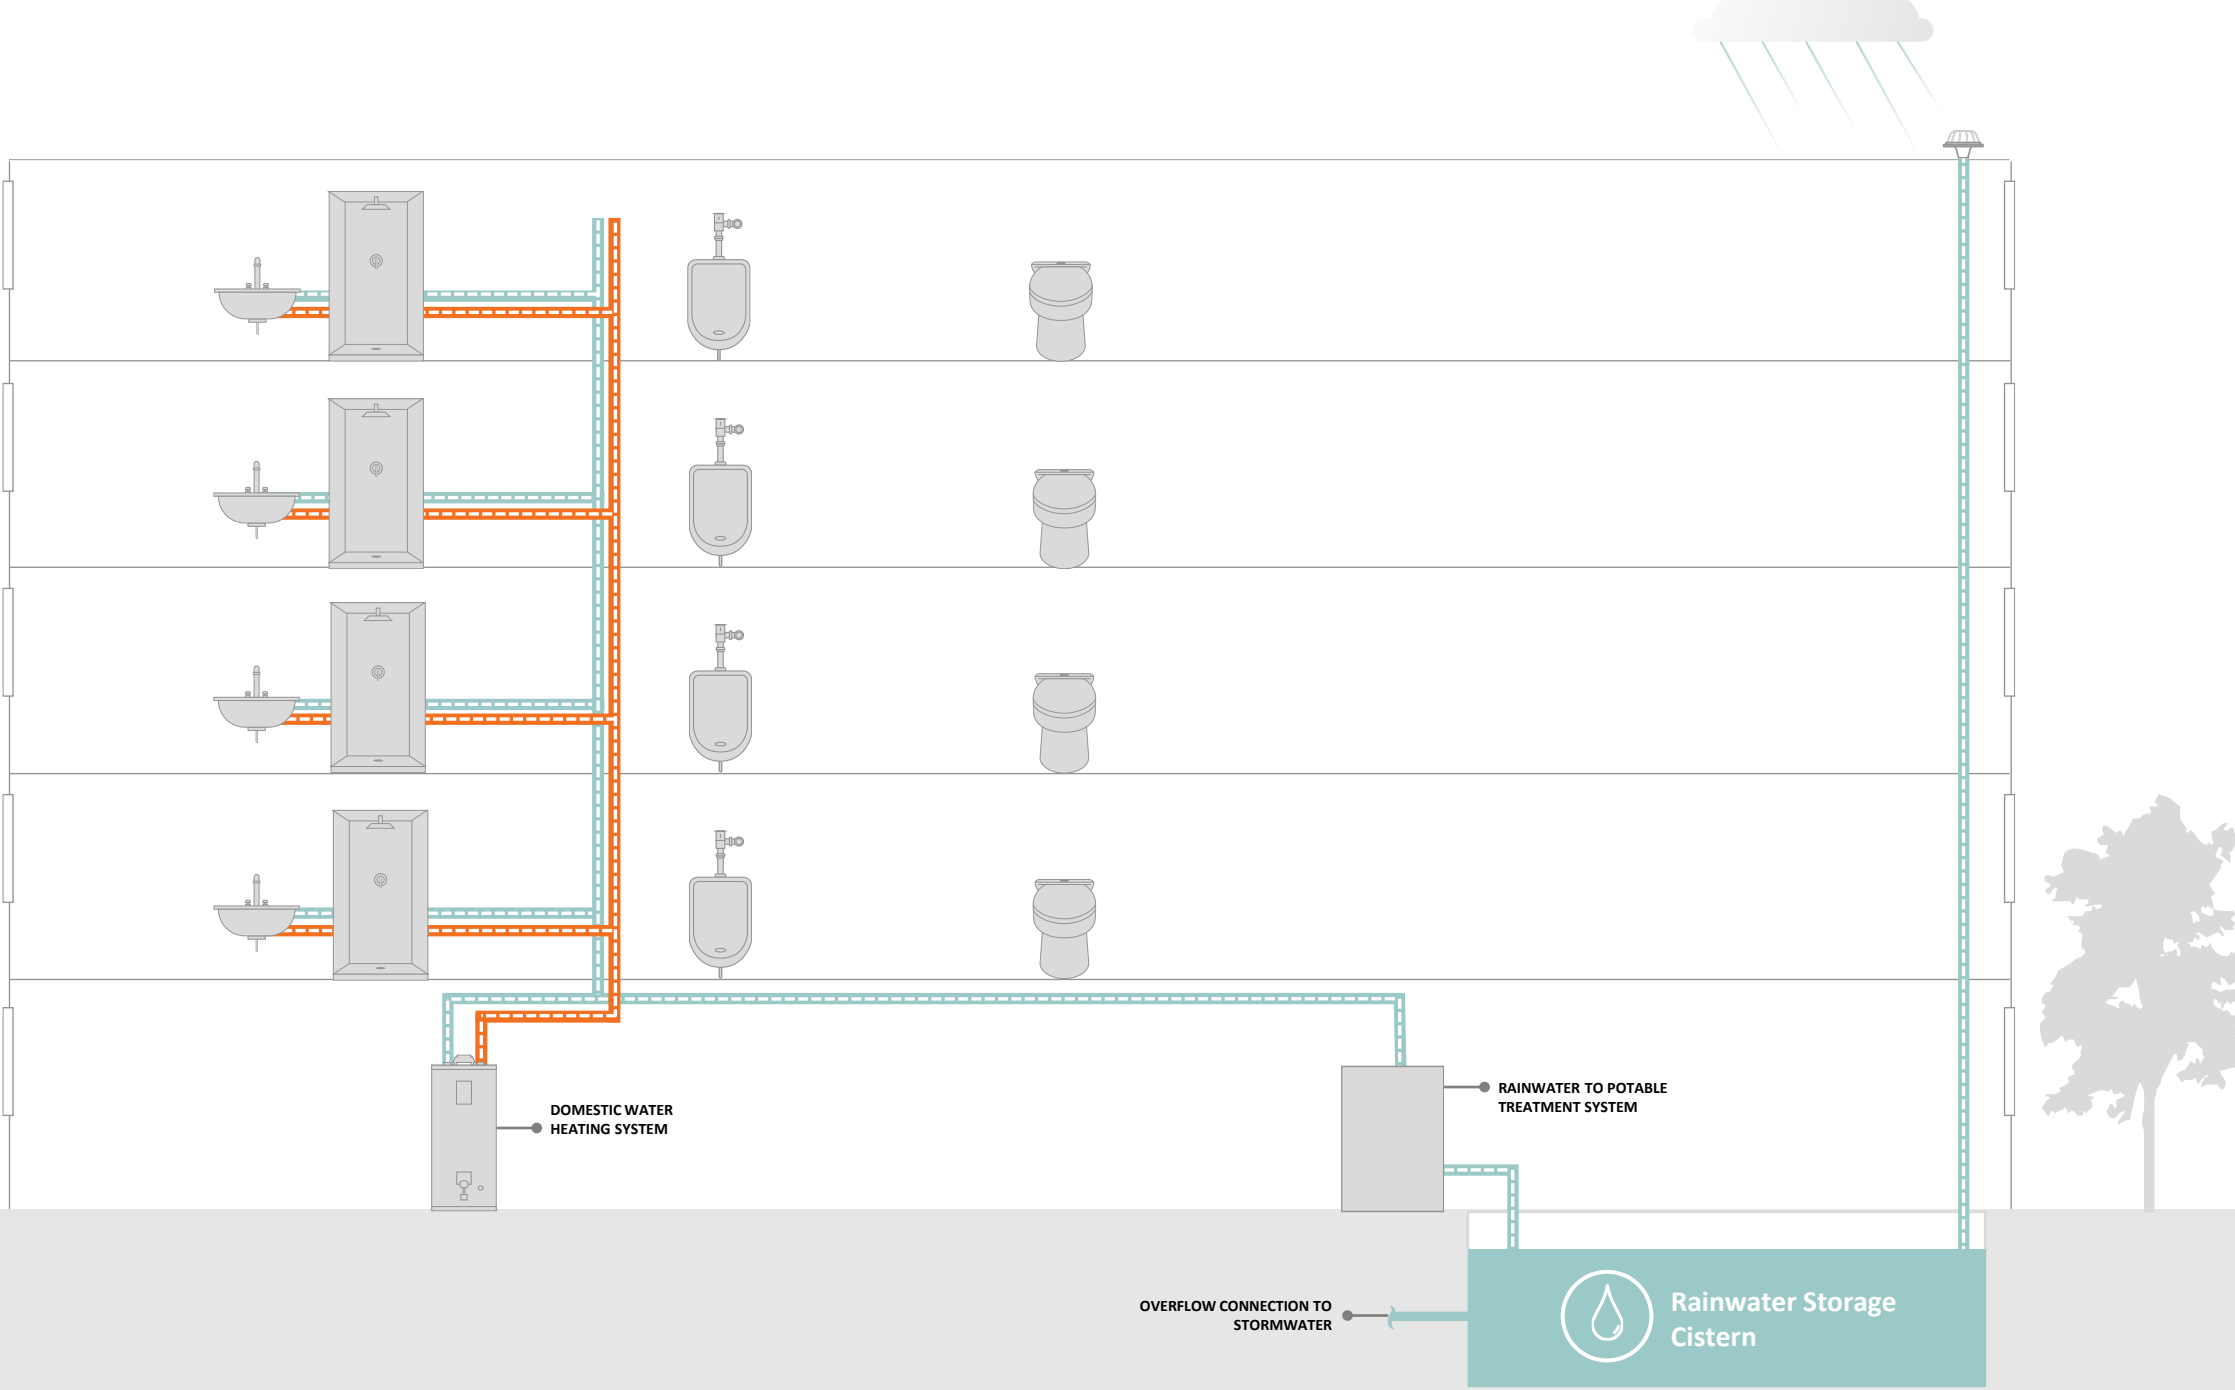 DOMESTIC WATER
HEATING SYSTEM
RAINWATER TO POTABLE
TREATMENT SYSTEM
OVERFLOW CONNECTION TO
STORMWATER
Rainwater Storage
Cistern